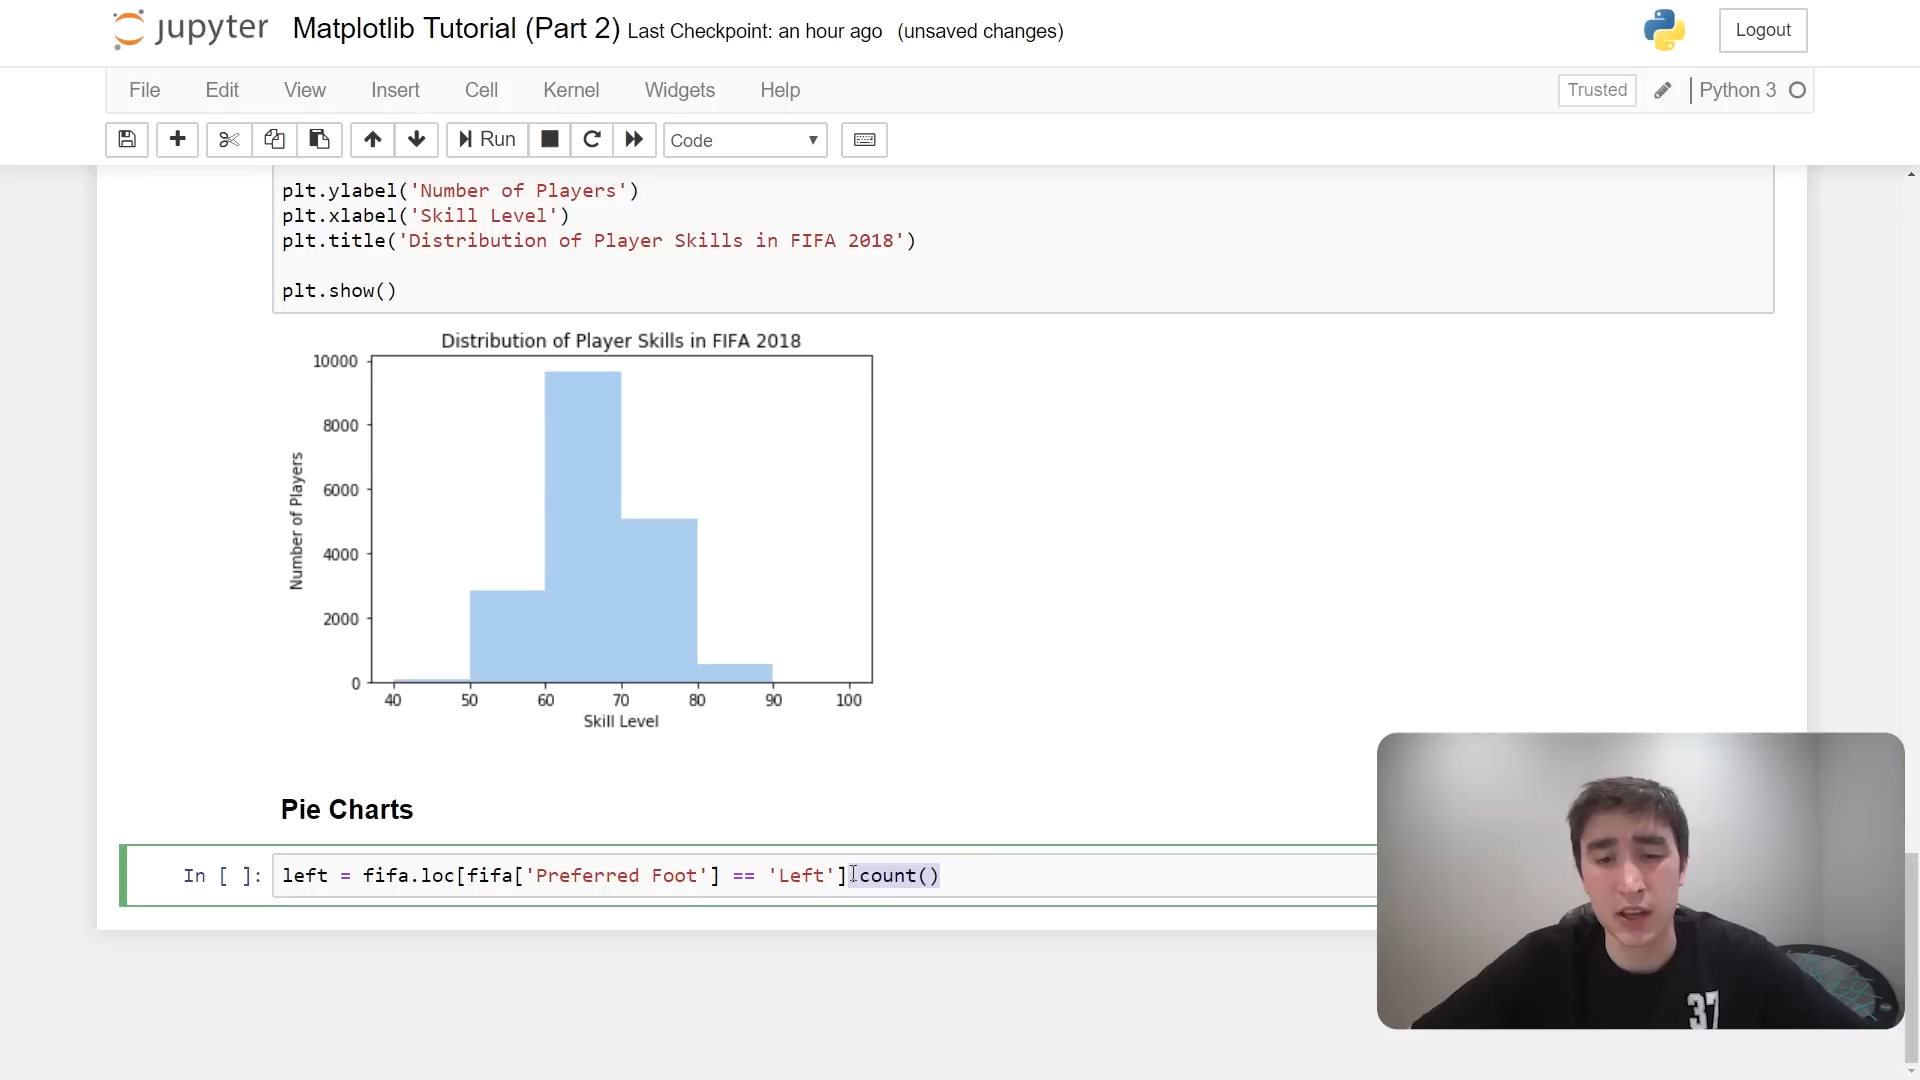 jupyter Matplotlib Tutorial (Part 2) Last Checkpoint: an hour ago (unsaved changes) Logout
File Edit View Insert Cell Kernel Widgets Help Trusted Python 3
Run Code
plt.ylabel('Number of Players')
plt.xlabel('Skill Level')
plt.title('Distribution of Player Skills in FIFA 2018')
plt.show()
Distribution of Player Skills in FIFA 2018
Number of Players
10000
8000
6000
4000
2000
0
40 50 60 70 80 90 100
Skill Level
Pie Charts
In [ ]: left = fifa.loc[fifa['Preferred Foot'] == 'Left'].count()
37